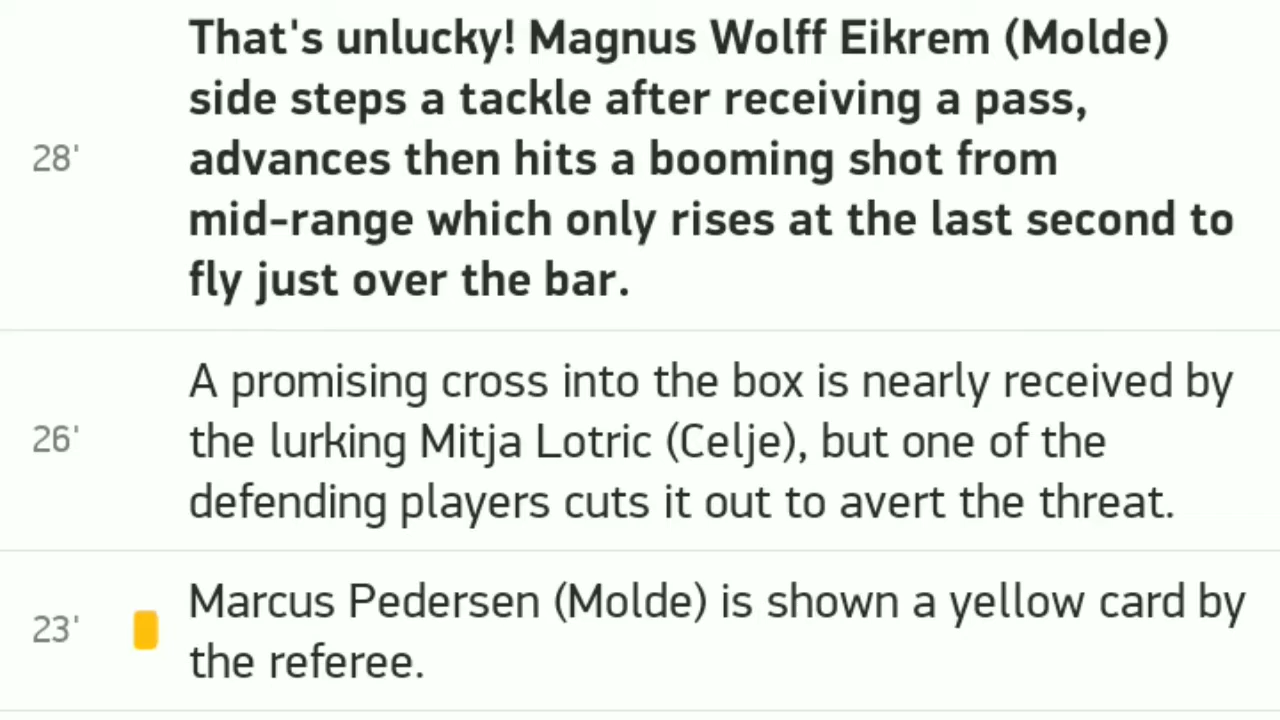 That's unlucky! Magnus Wolff Eikrem (Molde)
side steps a tackle after receiving a pass,
28'
advances then hits a booming shot from
mid-range which only rises at the last second to
fly just over the bar.
A promising cross into the box is nearly received by
26'
the lurking Mitja Lotric (Celje), but one of the
defending players cuts it out to avert the threat.
23'
Marcus Pedersen (Molde) is shown a yellow card by
the referee.